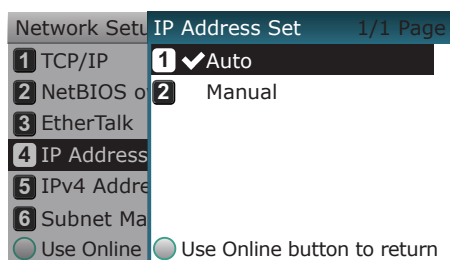 Network Setu
1 TCP/IP
2 NetBIOS o
3 EtherTalk
4 IP Address
5 IPv4 Addre
6 Subnet Ma
Use Online
IP Address Set 1/1 Page
1 Auto
2 Manual
Use Online button to return